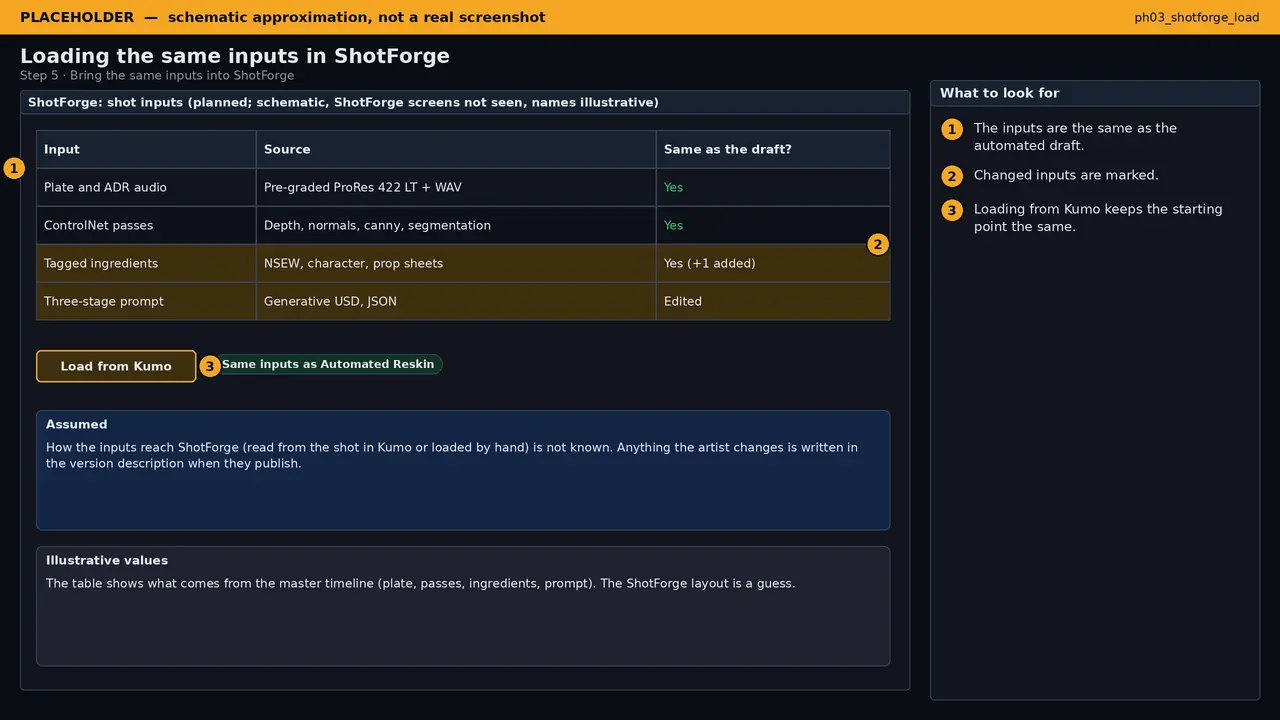 PLACEHOLDER — schematic approximation, not a real screenshot
ph03_shotforge_load
Loading the same inputs in ShotForge
Step 5 · Bring the same inputs into ShotForge
ShotForge: shot inputs (planned; schematic, ShotForge screens not seen, names illustrative)
Input Source Same as the draft?
1
Plate and ADR audio Pre-graded ProRes 422 LT + WAV Yes
ControlNet passes Depth, normals, canny, segmentation Yes
2
Tagged ingredients NSEW, character, prop sheets Yes (+1 added)
Three-stage prompt Generative USD, JSON Edited
Load from Kumo 3 Same inputs as Automated Reskin
Assumed
How the inputs reach ShotForge (read from the shot in Kumo or loaded by hand) is not known. Anything the artist changes is written in
the version description when they publish.
Illustrative values
The table shows what comes from the master timeline (plate, passes, ingredients, prompt). The ShotForge layout is a guess.
What to look for
1 The inputs are the same as the
automated draft.
2 Changed inputs are marked.
3 Loading from Kumo keeps the starting
point the same.